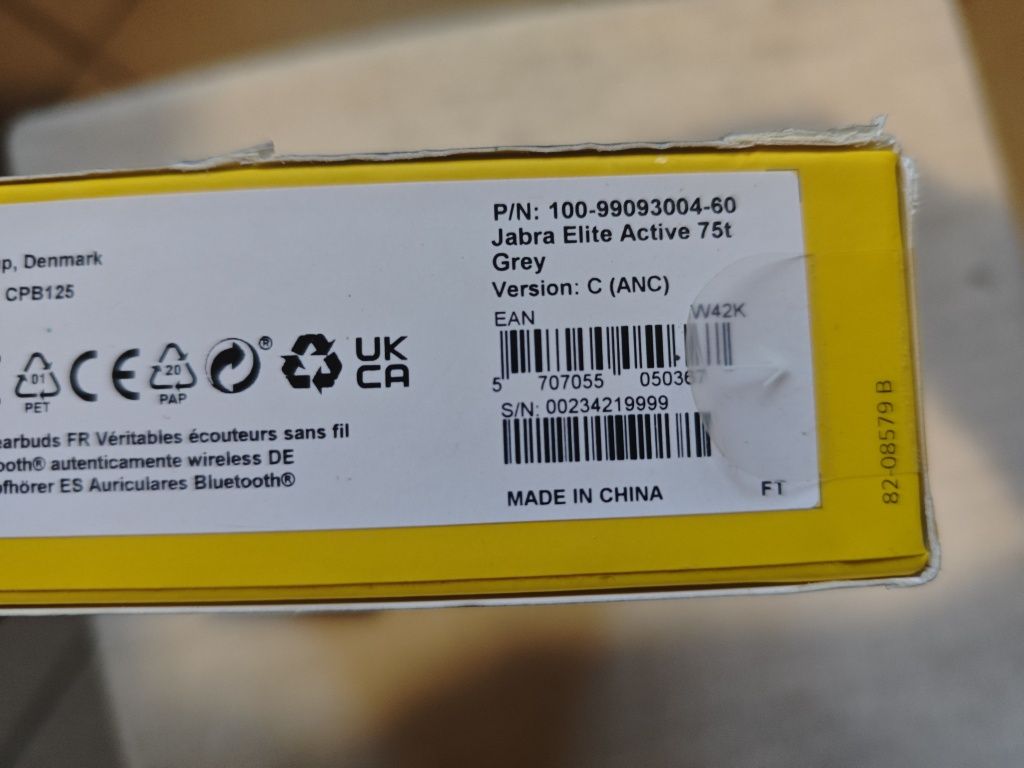 P/N: 100-99093004-60
Jabra Elite Active 75t
Grey
Version: C (ANC)
EAN W42K
5 707055 050367
S/N: 00234219999
MADE IN CHINA FT
82-08579 B
Denmark
CPB125
01
PET
CE
20
PAP
®
UK
CA
earbuds FR Véritables écouteurs sans fil
ooth® autenticamente wireless DE
ES Auriculares Bluetooth®